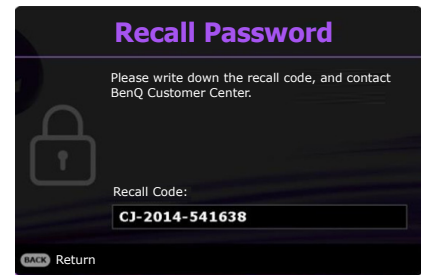 Recall Password
Please write down the recall code, and contact
BenQ Customer Center.
Recall Code:
CJ-2014-541638
BACK Return